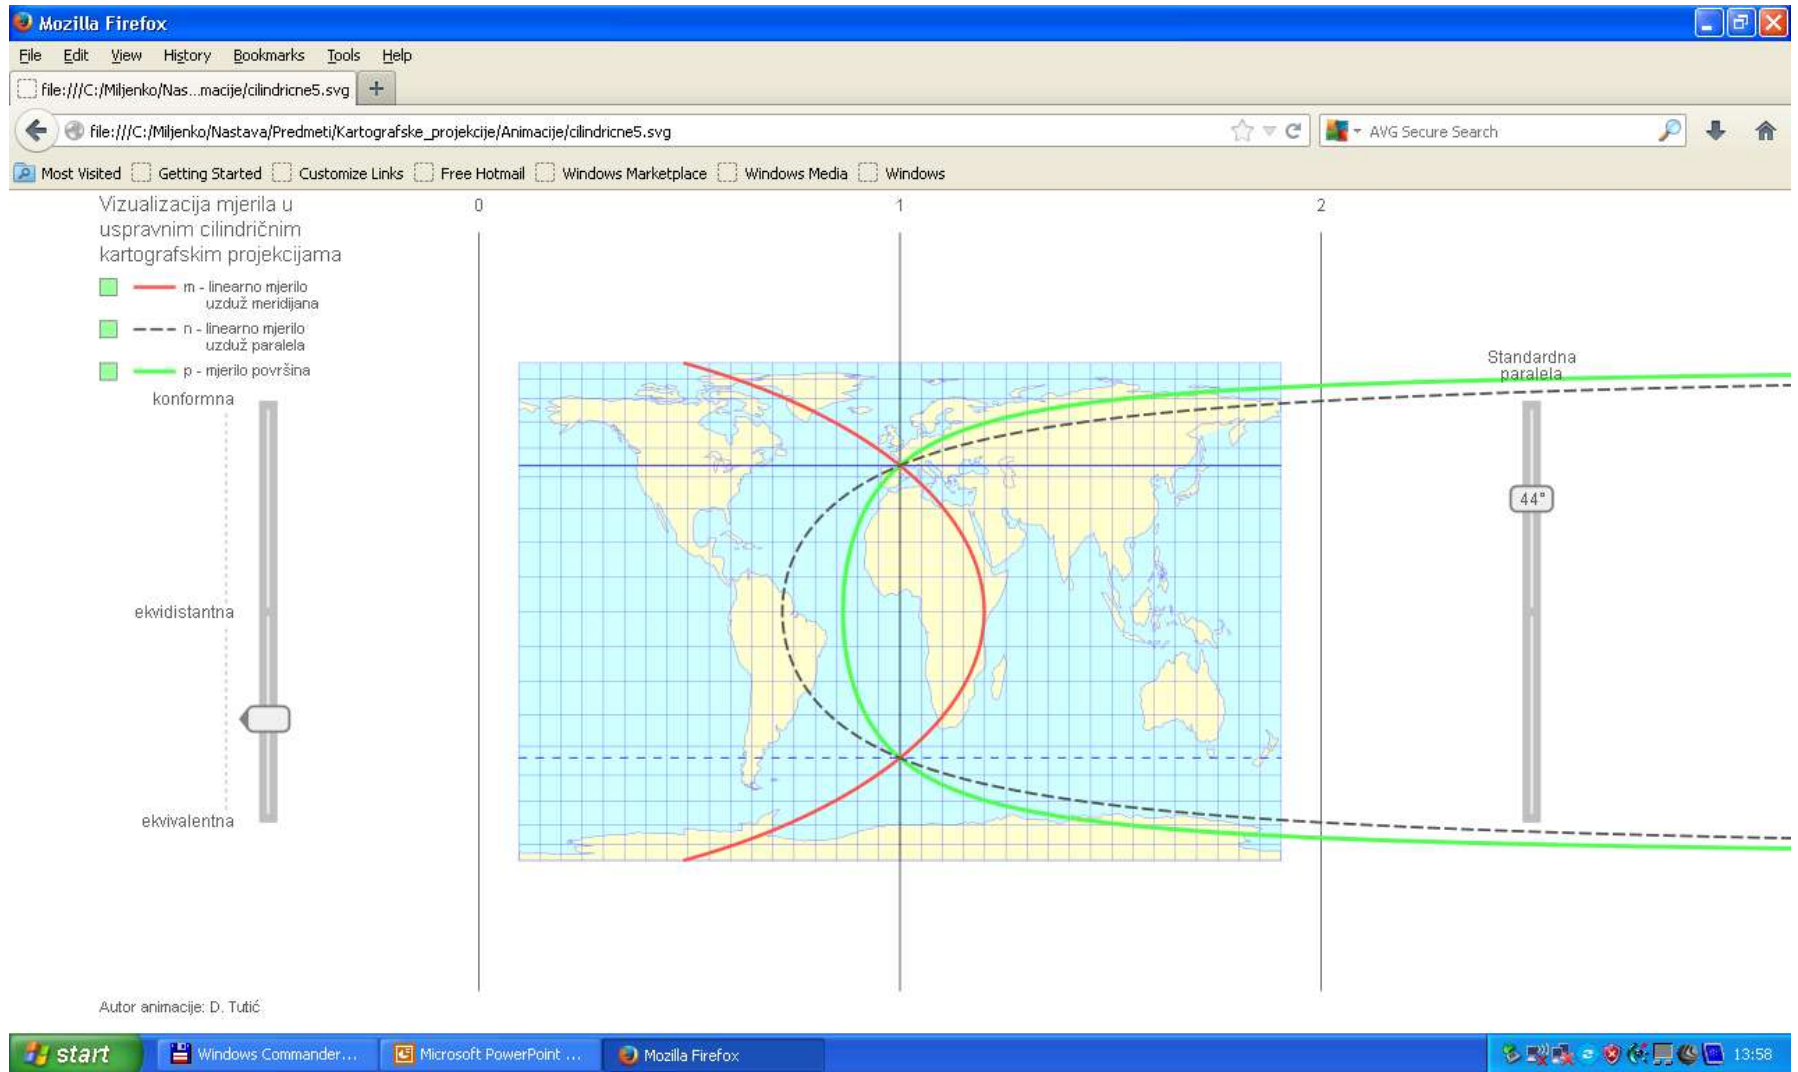 Mozilla Firefox
File Edit View History Bookmarks Tools Help
file:///C:/Miljenko/Nas...macije/cilindricne5.svg +
file:///C:/Miljenko/Nastava/Predmeti/Kartografske_projekcije/Animacije/cilindricne5.svg AVG Secure Search
Most Visited Getting Started Customize Links Free Hotmail Windows Marketplace Windows Media Windows
Vizualizacija mjerila u
uspravnim cilindričnim
kartografskim projekcijama
m - linearno mjerilo
uzduž meridijana
n - linearno mjerilo
uzduž paralela
p - mjerilo površina
konformna
ekvidistantna
ekvivalentna
0 1 2
Standardna
paralela
44°
Autor animacije: D. Tutić
start Windows Commander... Microsoft PowerPoint ... Mozilla Firefox 13:58